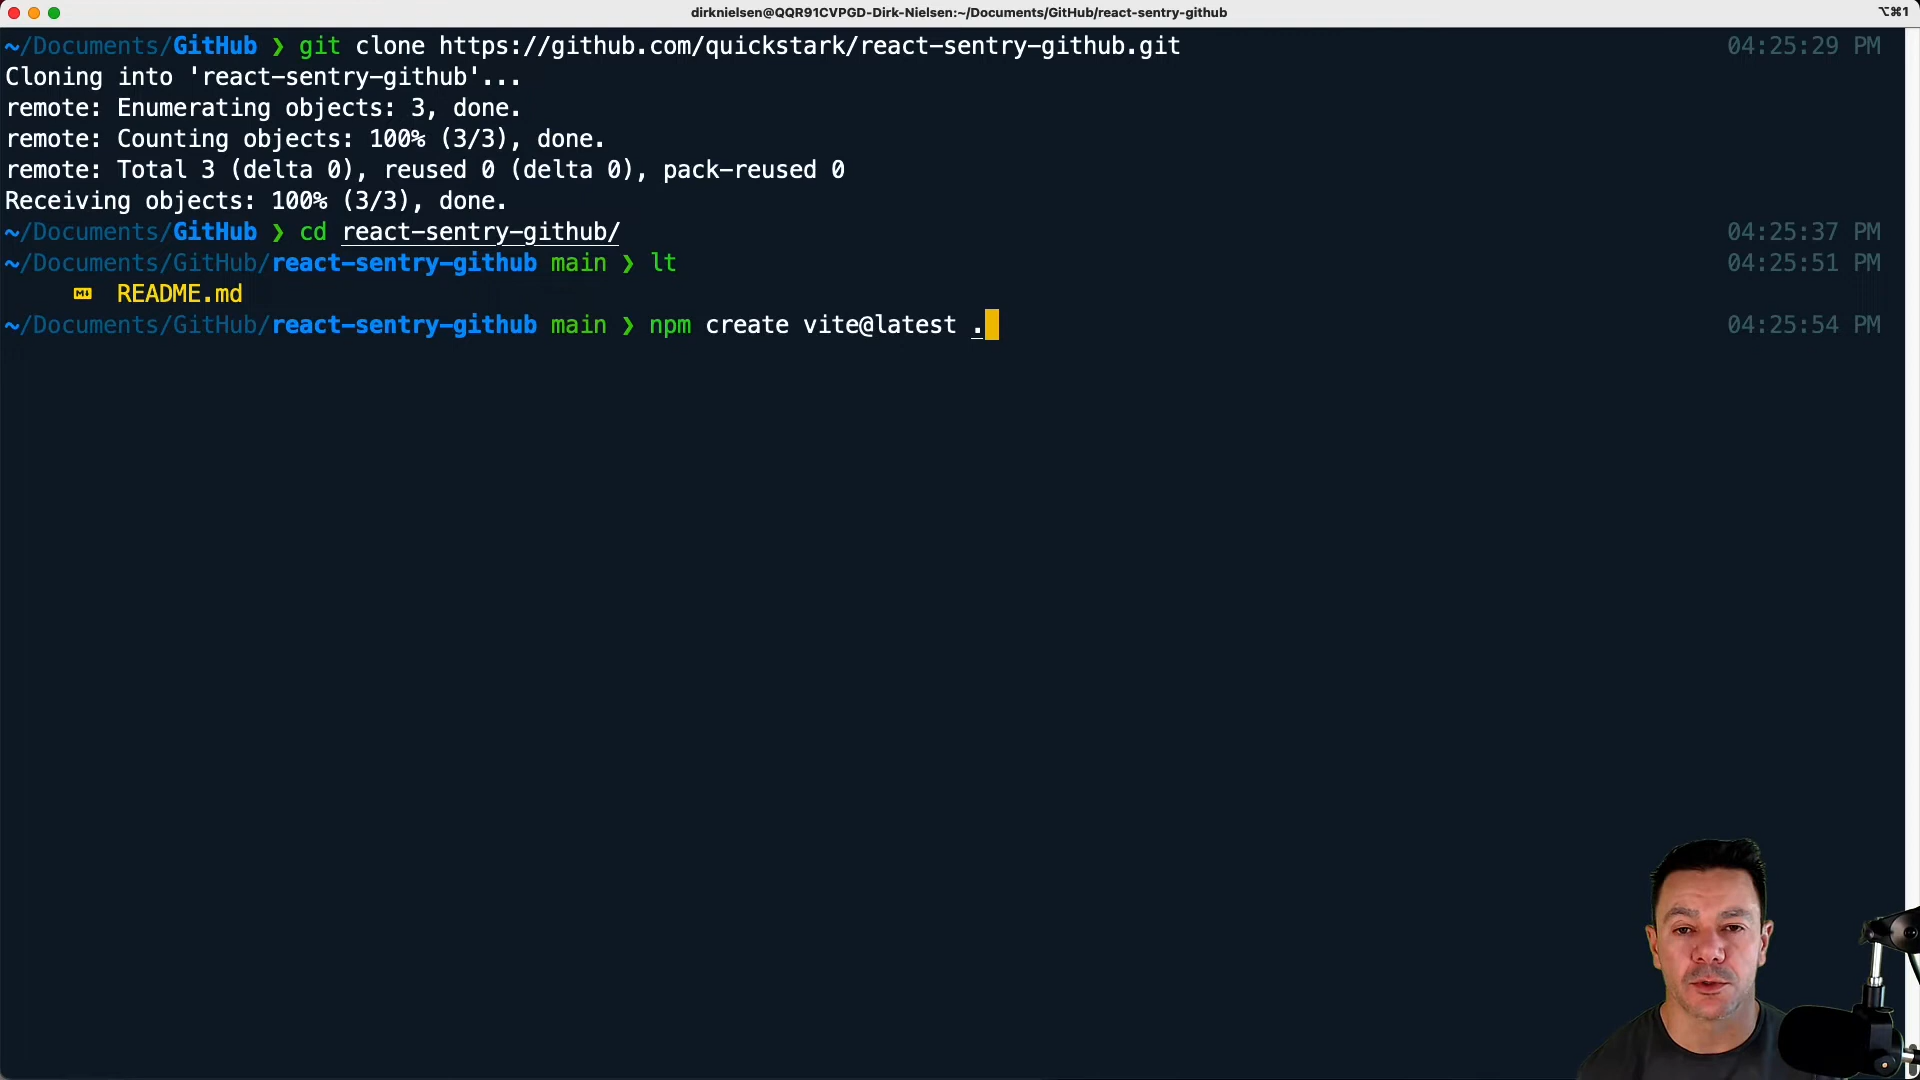 dirknielsen@QQR91CVPGD-Dirk-Nielsen:~/Documents/GitHub/react-sentry-github ⌥⌘1
~/Documents/GitHub ❯ git clone https://github.com/quickstark/react-sentry-github.git 04:25:29 PM
Cloning into 'react-sentry-github'...
remote: Enumerating objects: 3, done.
remote: Counting objects: 100% (3/3), done.
remote: Total 3 (delta 0), reused 0 (delta 0), pack-reused 0
Receiving objects: 100% (3/3), done.
~/Documents/GitHub ❯ cd react-sentry-github/ 04:25:37 PM
~/Documents/GitHub/react-sentry-github main ❯ lt 04:25:51 PM
README.md
~/Documents/GitHub/react-sentry-github main ❯ npm create vite@latest . 04:25:54 PM